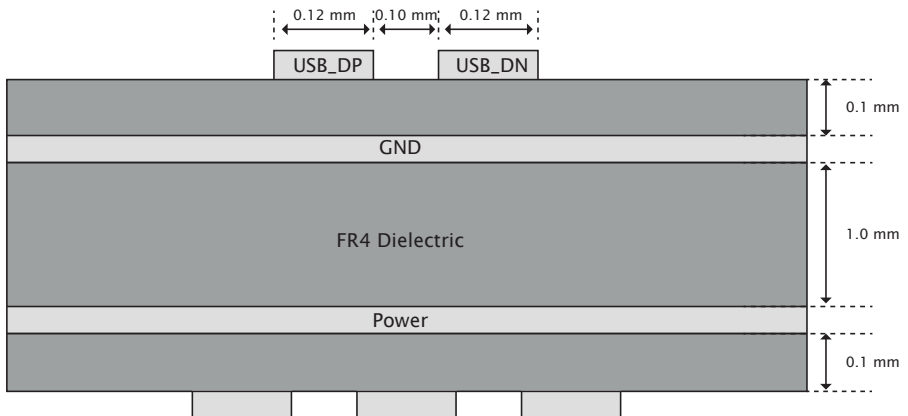 0.12 mm 0.10 mm 0.12 mm
USB_DP USB_DN
0.1 mm
GND
FR4 Dielectric
1.0 mm
Power
0.1 mm